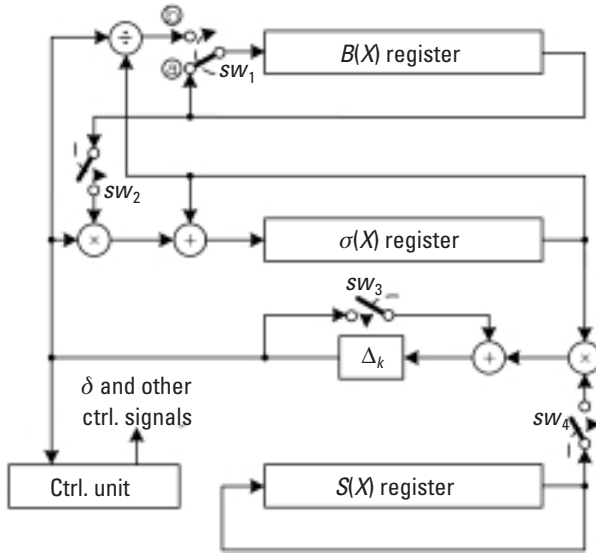 ÷
B(X) register
ⓐ
sw₁
sw₂
×
+
σ(X) register
sw₃
Δₖ
+
×
δ and other
ctrl. signals
sw₄
Ctrl. unit
S(X) register